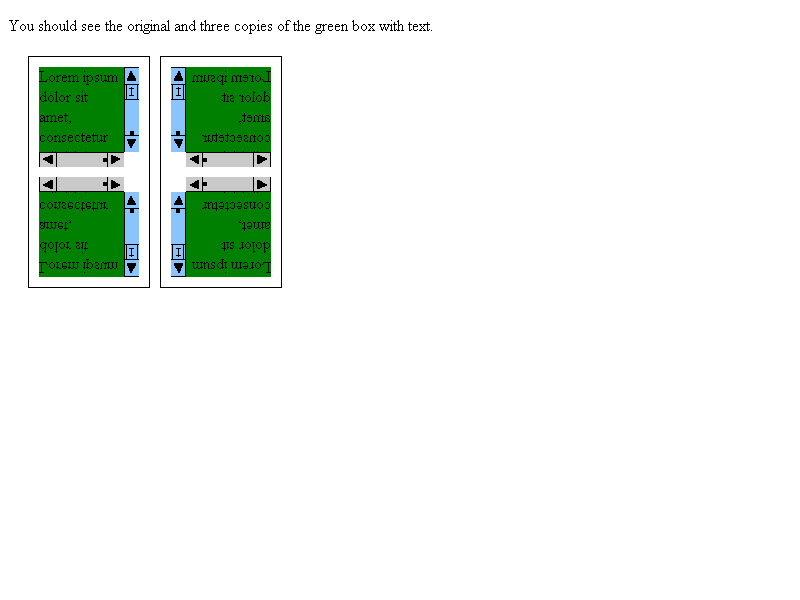 You should see the original and three copies of the green box with text.
Lorem ipsum
dolor sit
amet,
consectetur
Lorem ipsum
dolor sit
amet,
consectetur
consectetur
amet,
dolor sit
Lorem ipsum
consectetur
amet,
dolor sit
Lorem ipsum